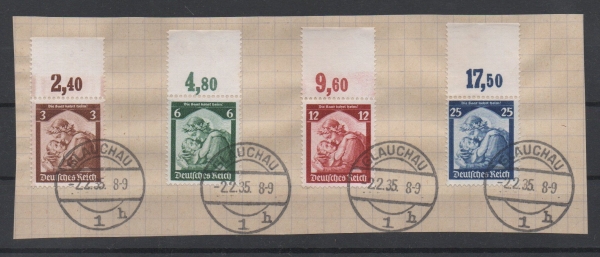 2,40
4,80
9,60
17,50
3 3
Deutsches Reich
6 6
Deutsches Reich
12 12
Deutsches Reich
25 25
Deutsches Reich
GLAUCHAU
-2.2.35. 8-9
1 h
GLAUCHAU
-2.2.35. 8-9
1 h
GLAUCHAU
-2.2.35. 8-9
1 h
GLAUCHAU
-2.2.35. 8-9
1 h